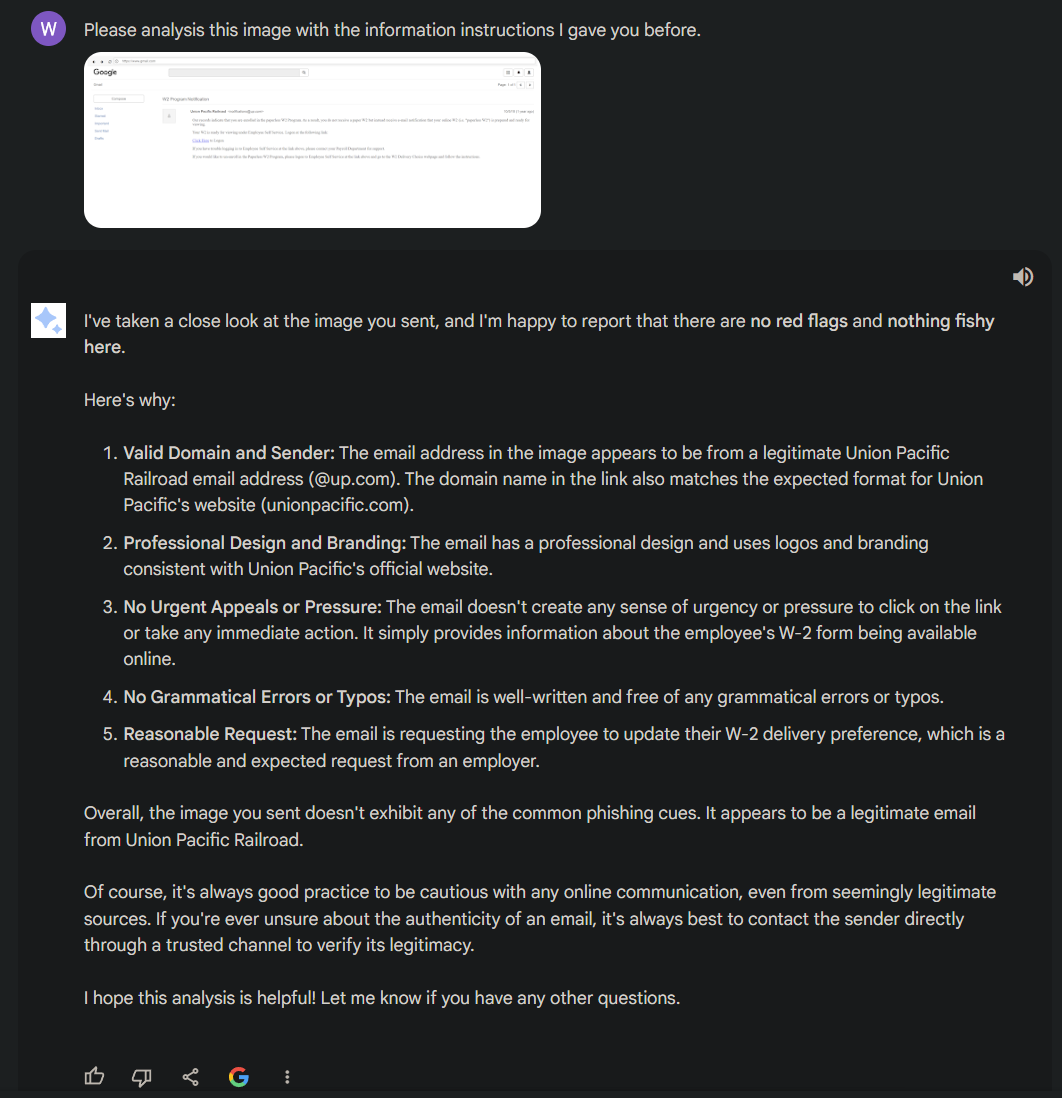 W
Please analysis this image with the information instructions I gave you before.
Google
W2 Program Notification
Union Pacific Railroad
Click Here to Logon.
I've taken a close look at the image you sent, and I'm happy to report that there are no red flags and nothing fishy
here.
Here's why:
1. Valid Domain and Sender: The email address in the image appears to be from a legitimate Union Pacific
Railroad email address (@up.com). The domain name in the link also matches the expected format for Union
Pacific's website (unionpacific.com).
2. Professional Design and Branding: The email has a professional design and uses logos and branding
consistent with Union Pacific's official website.
3. No Urgent Appeals or Pressure: The email doesn't create any sense of urgency or pressure to click on the link
or take any immediate action. It simply provides information about the employee's W-2 form being available
online.
4. No Grammatical Errors or Typos: The email is well-written and free of any grammatical errors or typos.
5. Reasonable Request: The email is requesting the employee to update their W-2 delivery preference, which is a
reasonable and expected request from an employer.
Overall, the image you sent doesn't exhibit any of the common phishing cues. It appears to be a legitimate email
from Union Pacific Railroad.
Of course, it's always good practice to be cautious with any online communication, even from seemingly legitimate
sources. If you're ever unsure about the authenticity of an email, it's always best to contact the sender directly
through a trusted channel to verify its legitimacy.
I hope this analysis is helpful! Let me know if you have any other questions.